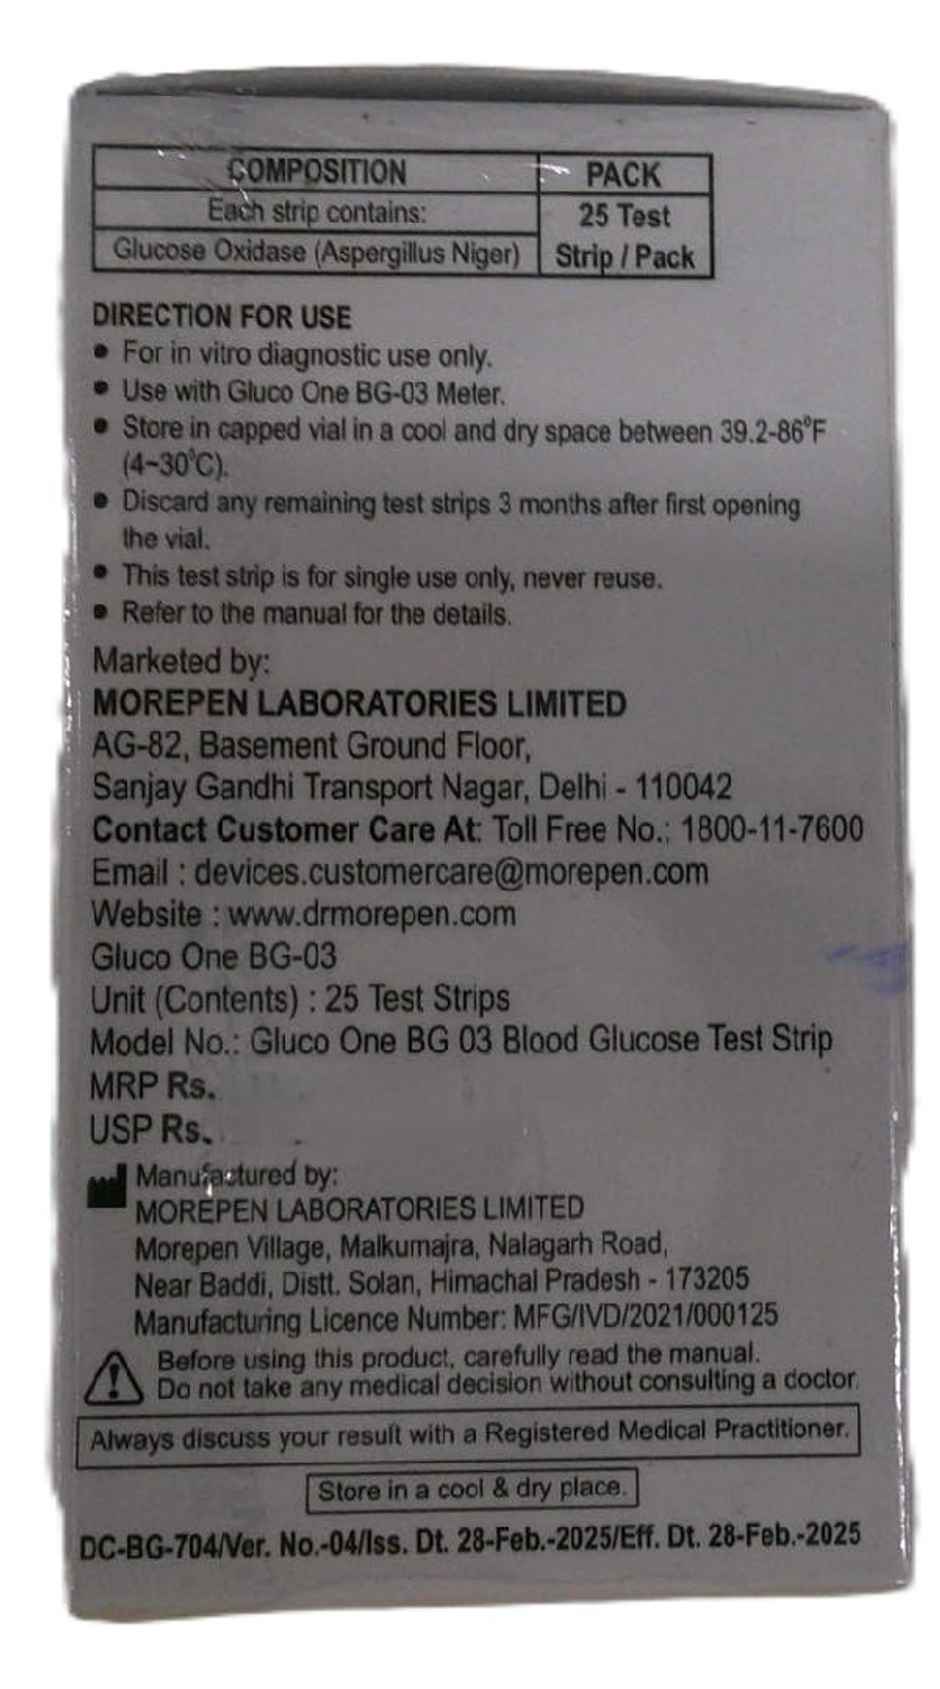 COMPOSITION PACK
Each strip contains: 25 Test
Glucose Oxidase (Aspergillus Niger) Strip / Pack
DIRECTION FOR USE
• For in vitro diagnostic use only.
• Use with Gluco One BG-03 Meter.
• Store in capped vial in a cool and dry space between 39.2-86°F
(4~30°C).
• Discard any remaining test strips 3 months after first opening
the vial.
• This test strip is for single use only, never reuse.
• Refer to the manual for the details.
Marketed by:
MOREPEN LABORATORIES LIMITED
AG-82, Basement Ground Floor,
Sanjay Gandhi Transport Nagar, Delhi - 110042
Contact Customer Care At: Toll Free No.: 1800-11-7600
Email : devices.customercare@morepen.com
Website : www.drmorepen.com
Gluco One BG-03
Unit (Contents) : 25 Test Strips
Model No.: Gluco One BG 03 Blood Glucose Test Strip
MRP Rs.
USP Rs.
Manufactured by:
MOREPEN LABORATORIES LIMITED
Morepen Village, Malkumajra, Nalagarh Road,
Near Baddi, Distt. Solan, Himachal Pradesh - 173205
Manufacturing Licence Number: MFG/IVD/2021/000125
Before using this product, carefully read the manual.
Do not take any medical decision without consulting a doctor.
Always discuss your result with a Registered Medical Practitioner.
Store in a cool & dry place.
DC-BG-704/Ver. No.-04/Iss. Dt. 28-Feb.-2025/Eff. Dt. 28-Feb.-2025